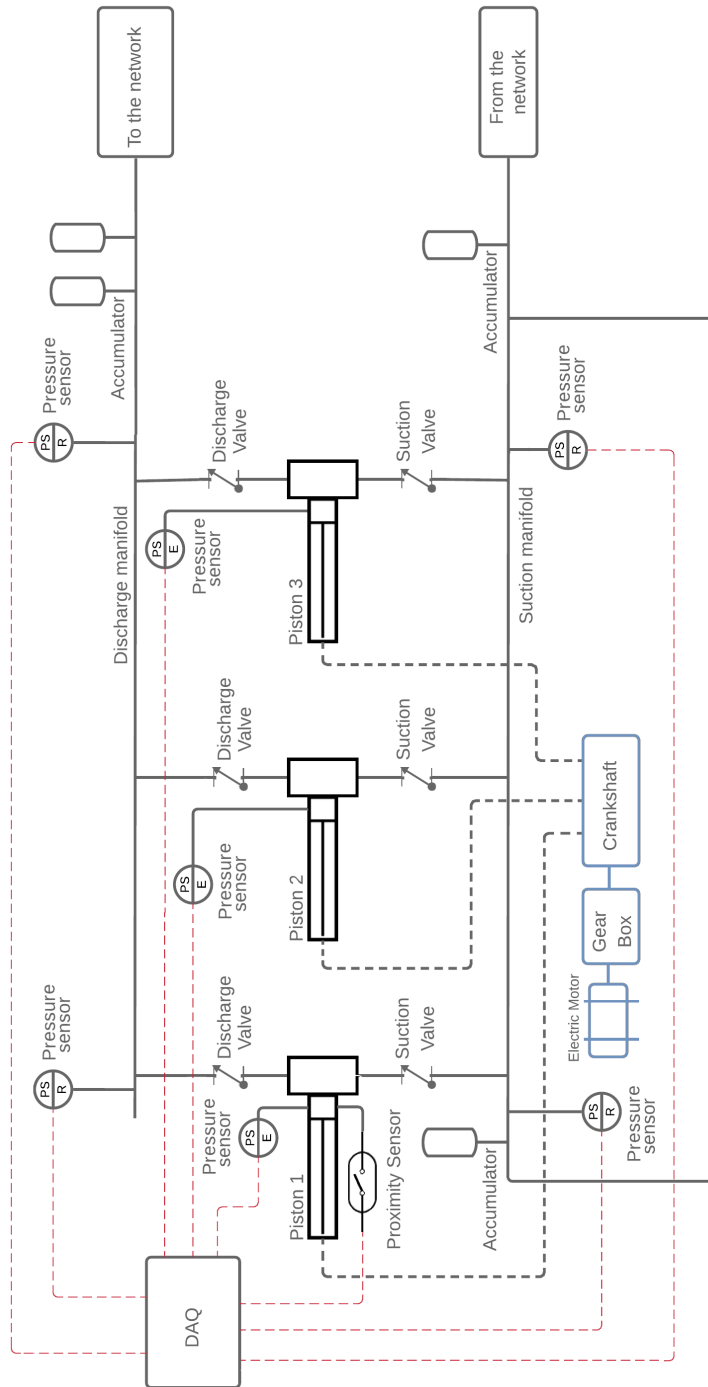 PS
R
Pressure
sensor
PS
R
Pressure
sensor
Discharge manifold
Accumulator
To the network
DAQ
PS
E
Pressure
sensor
PS
E
Pressure
sensor
PS
E
Pressure
sensor
Discharge
Valve
Discharge
Valve
Discharge
Valve
Piston 1
Piston 2
Piston 3
Proximity Sensor
Suction
Valve
Suction
Valve
Suction
Valve
Accumulator
Suction manifold
Accumulator
From the
network
PS
R
Pressure
sensor
PS
R
Pressure
sensor
Electric Motor
Gear
Box
Crankshaft